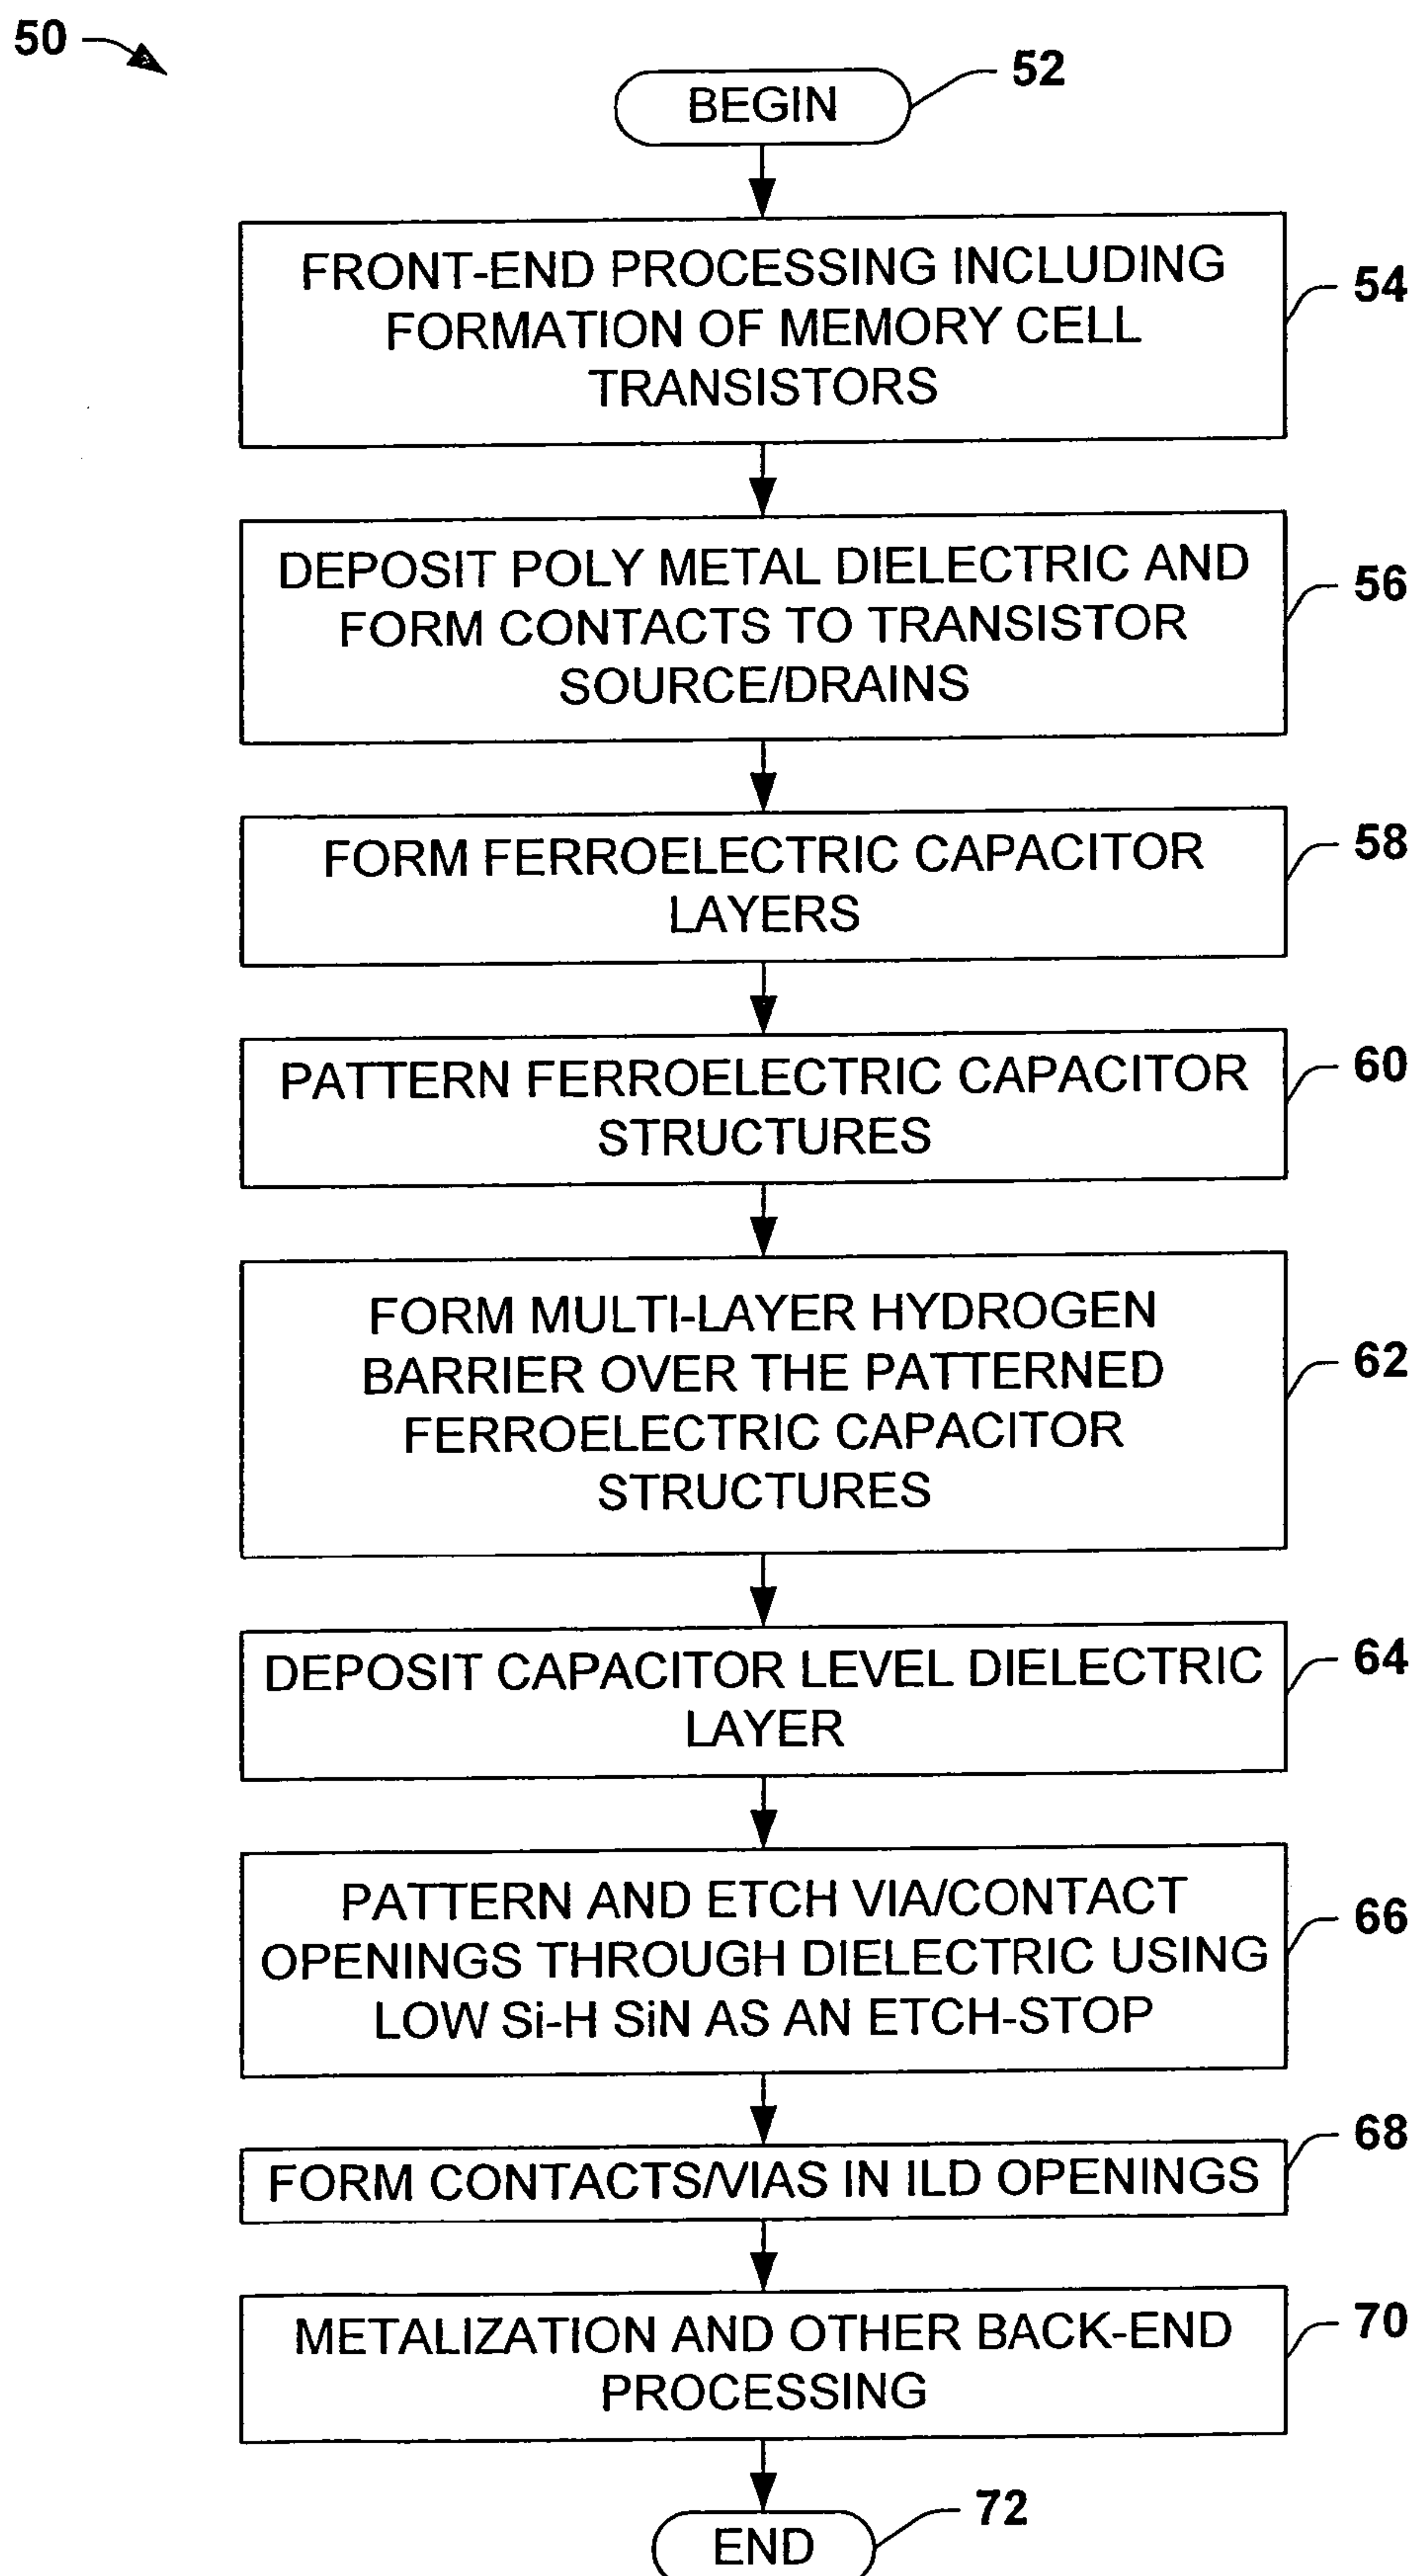 50
BEGIN
52
FRONT-END PROCESSING INCLUDING
FORMATION OF MEMORY CELL
TRANSISTORS
54
DEPOSIT POLY METAL DIELECTRIC AND
FORM CONTACTS TO TRANSISTOR
SOURCE/DRAINS
56
FORM FERROELECTRIC CAPACITOR
LAYERS
58
PATTERN FERROELECTRIC CAPACITOR
STRUCTURES
60
FORM MULTI-LAYER HYDROGEN
BARRIER OVER THE PATTERNED
FERROELECTRIC CAPACITOR
STRUCTURES
62
DEPOSIT CAPACITOR LEVEL DIELECTRIC
LAYER
64
PATTERN AND ETCH VIA/CONTACT
OPENINGS THROUGH DIELECTRIC USING
LOW Si-H SiN AS AN ETCH-STOP
66
FORM CONTACTS/VIAS IN ILD OPENINGS
68
METALIZATION AND OTHER BACK-END
PROCESSING
70
END
72